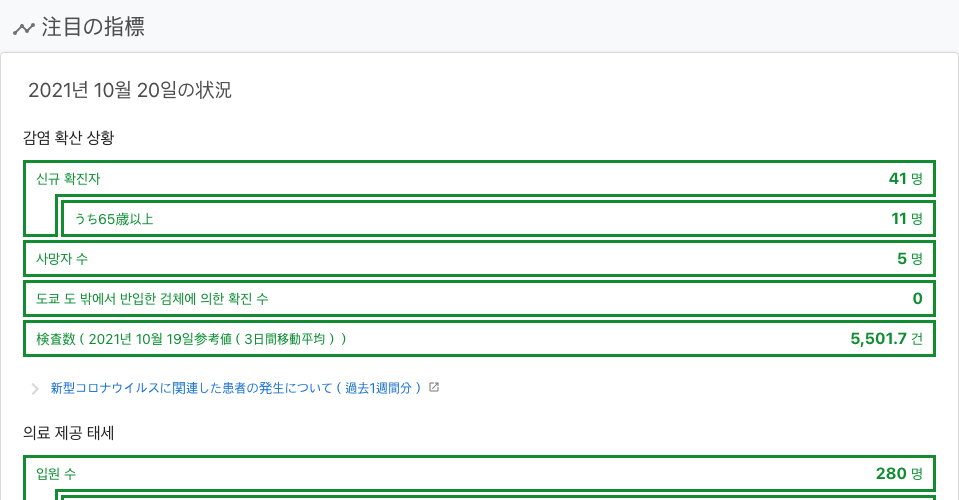 注目の指標
2021년 10월 20일の状況
감염 확산 상황
신규 확진자 41 명
うち65歳以上 11 명
사망자 수 5 명
도쿄 도 밖에서 반입한 검체에 의한 확진 수 0
検査数 ( 2021년 10월 19일参考値 ( 3日間移動平均 ) ) 5,501.7 건
新型コロナウイルスに関連した患者の発生について ( 過去1週間分 )
의료 제공 태세
입원 수 280 명